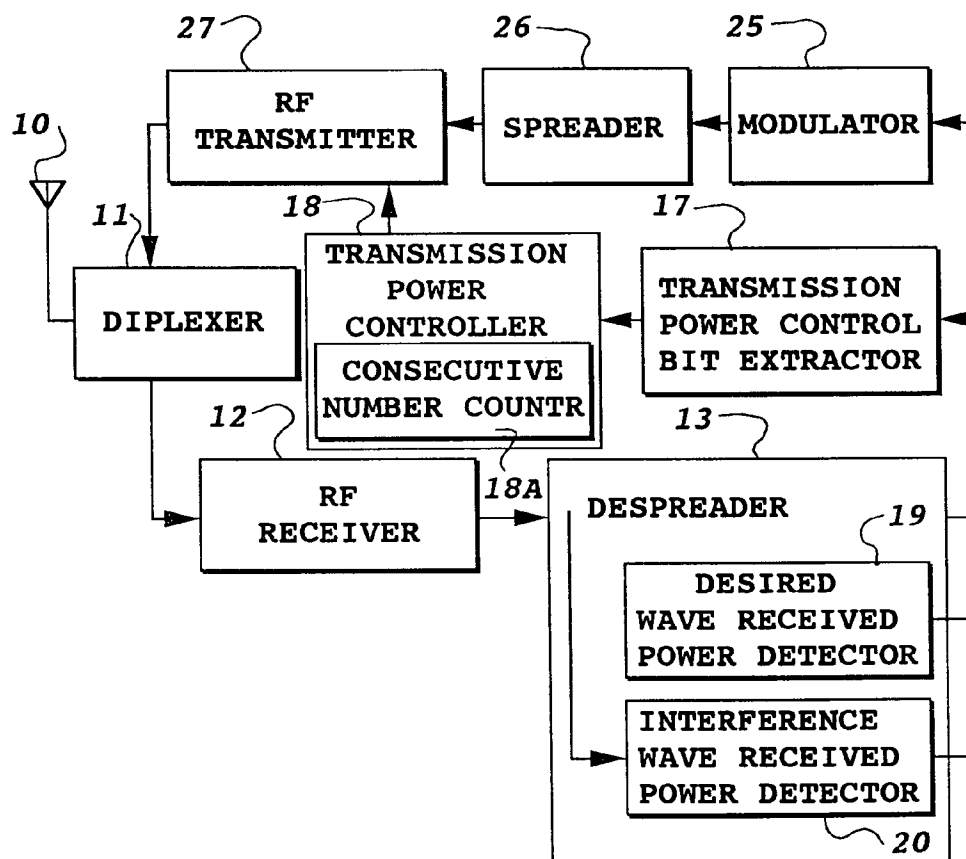 27
26
25
RF
TRANSMITTER
SPREADER
MODULATOR
10
11
18
17
DIPLEXER
TRANSMISSION
POWER
CONTROLLER
CONSECUTIVE
NUMBER COUNTR
18A
TRANSMISSION
POWER CONTROL
BIT EXTRACTOR
12
RF
RECEIVER
13
DESPREADER
19
DESIRED
WAVE RECEIVED
POWER DETECTOR
INTERFERENCE
WAVE RECEIVED
POWER DETECTOR
20